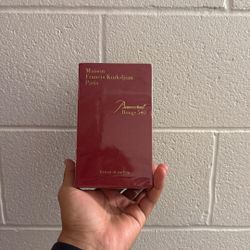 Maison
Francis Kurkdjian
Paris
Baccarat
Rouge 540
Extrait de parfum